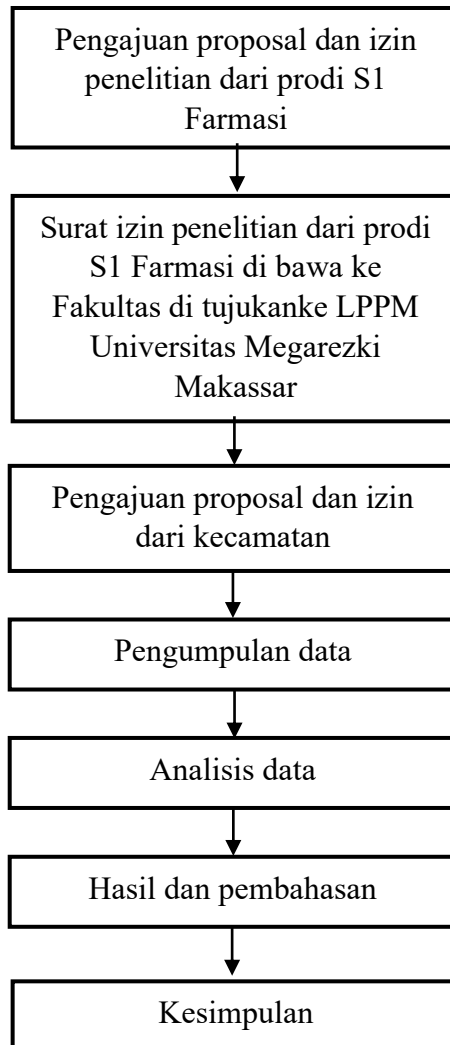 Pengajuan proposal dan izin
penelitian dari prodi S1
Farmasi
Surat izin penelitian dari prodi
S1 Farmasi di bawa ke
Fakultas di tujukanke LPPM
Universitas Megarezki
Makassar
Pengajuan proposal dan izin
dari kecamatan
Pengumpulan data
Analisis data
Hasil dan pembahasan
Kesimpulan